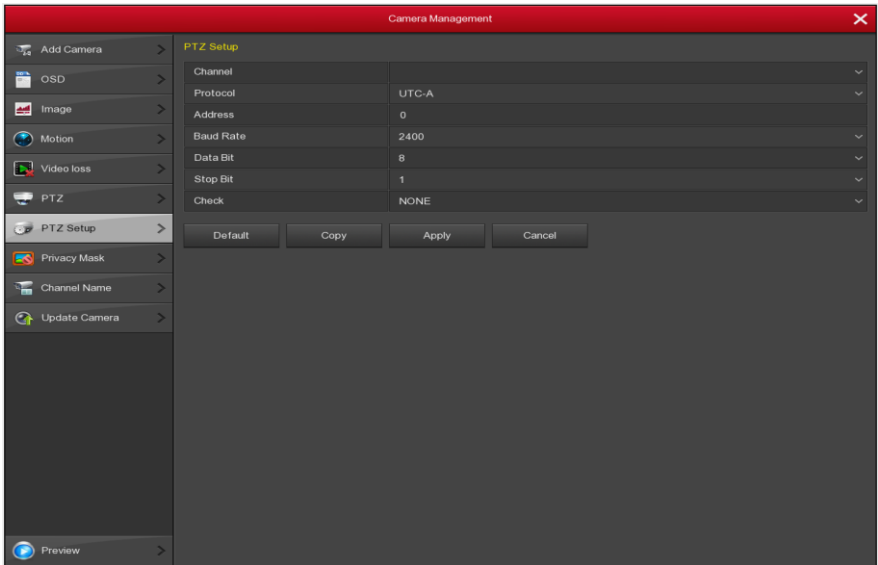 Camera Management
Add Camera
OSD
Image
Motion
Video loss
PTZ
PTZ Setup
Privacy Mask
Channel Name
Update Camera
Preview
PTZ Setup
Channel
Protocol UTC-A
Address 0
Baud Rate 2400
Data Bit 8
Stop Bit 1
Check NONE
Default Copy Apply Cancel